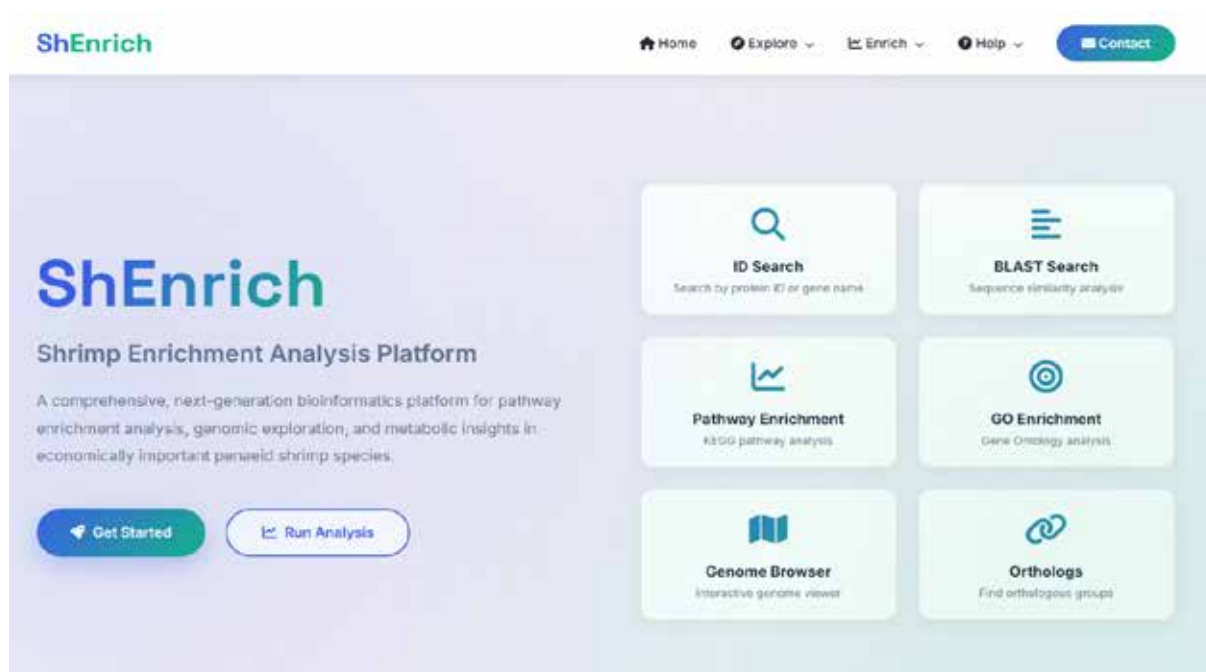 ShEnrich
Home Explore Enrich Help Contact
ShEnrich
Shrimp Enrichment Analysis Platform
A comprehensive, next-generation bioinformatics platform for pathway
enrichment analysis, genomic exploration, and metabolic insights in
economically important penaeid shrimp species.
Get Started Run Analysis
ID Search
Search by protein ID or gene name
BLAST Search
Sequence similarity analysis
Pathway Enrichment
KEGG pathway analysis
GO Enrichment
Gene Ontology analysis
Genome Browser
Interactive genome viewer
Orthologs
Find orthologous groups